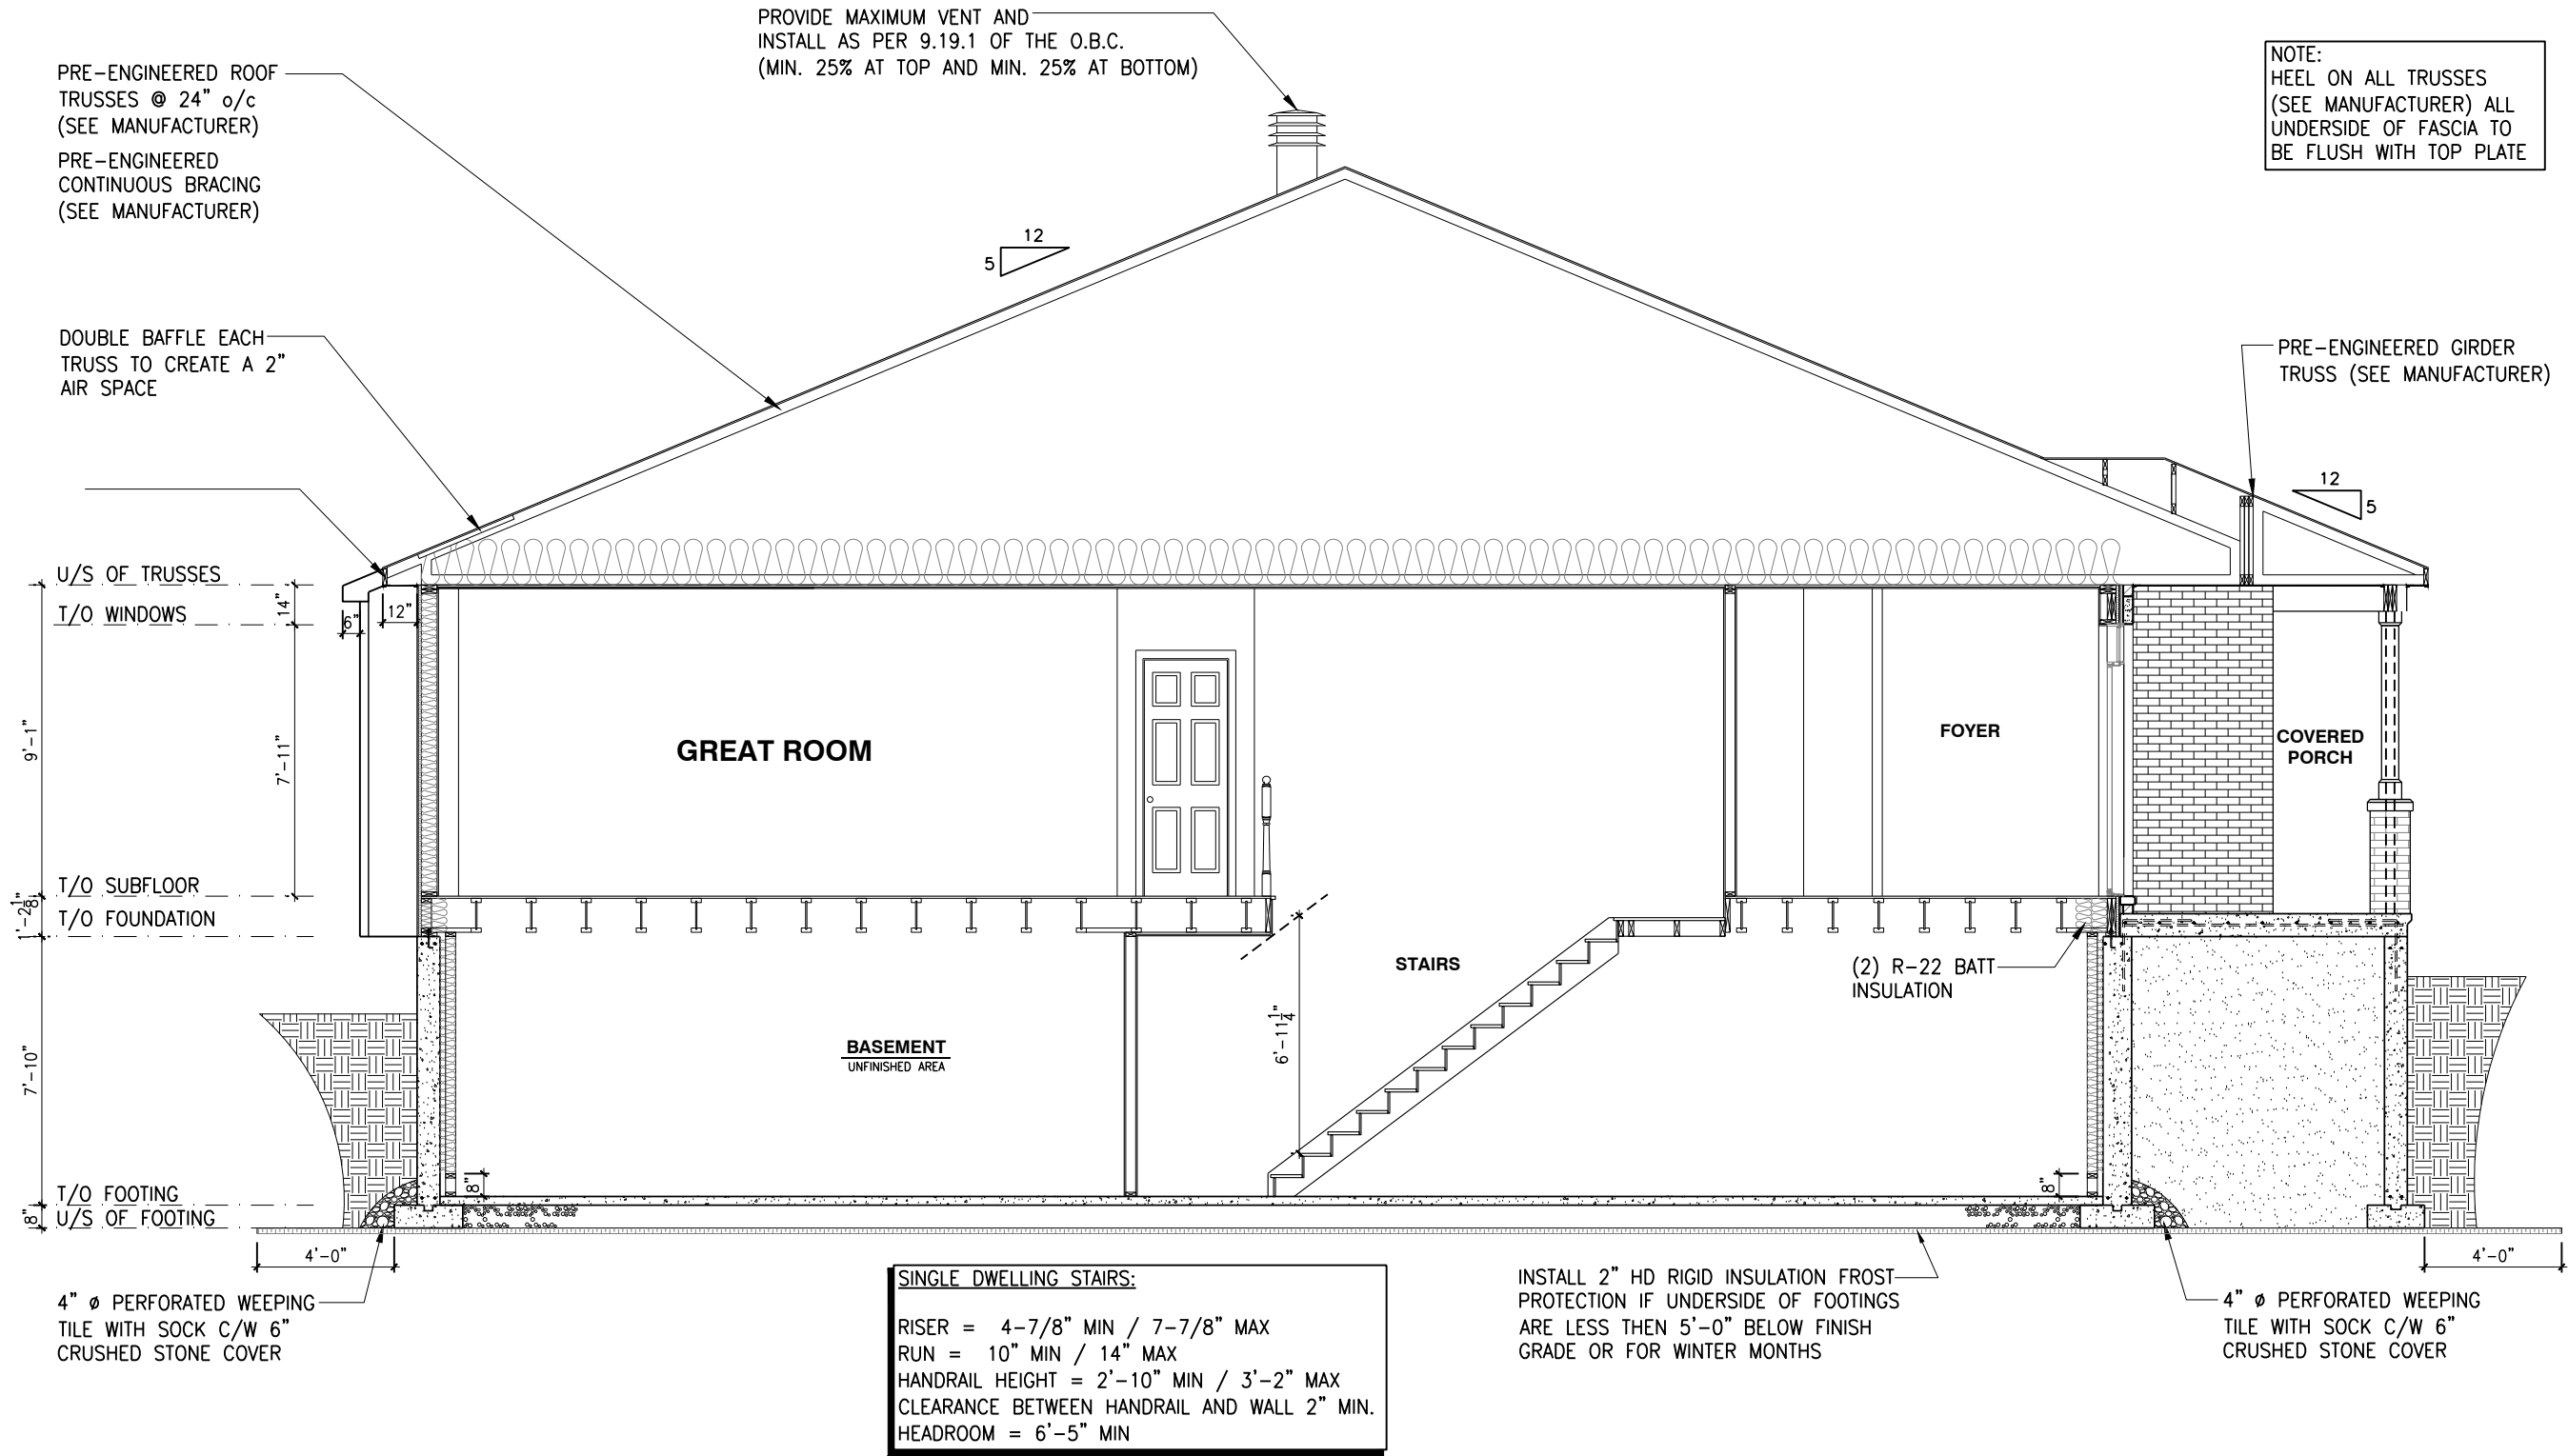 PROVIDE MAXIMUM VENT AND
INSTALL AS PER 9.19.1 OF THE O.B.C.
(MIN. 25% AT TOP AND MIN. 25% AT BOTTOM)
PRE-ENGINEERED ROOF
TRUSSES @ 24" o/c
(SEE MANUFACTURER)
PRE-ENGINEERED
CONTINUOUS BRACING
(SEE MANUFACTURER)
NOTE:
HEEL ON ALL TRUSSES
(SEE MANUFACTURER) ALL
UNDERSIDE OF FASCIA TO
BE FLUSH WITH TOP PLATE
12
5
DOUBLE BAFFLE EACH
TRUSS TO CREATE A 2"
AIR SPACE
PRE-ENGINEERED GIRDER
TRUSS (SEE MANUFACTURER)
12
5
U/S OF TRUSSES
T/O WINDOWS
14"
6"
12"
9'-1"
7'-11"
GREAT ROOM
FOYER
COVERED
PORCH
T/O SUBFLOOR
T/O FOUNDATION
1'-2 1/8"
STAIRS
(2) R-22 BATT
INSULATION
6'-11 1/4"
BASEMENT
UNFINISHED AREA
7'-10"
8"
8"
T/O FOOTING
U/S OF FOOTING
8"
4'-0"
4'-0"
4" ø PERFORATED WEEPING
TILE WITH SOCK C/W 6"
CRUSHED STONE COVER
SINGLE DWELLING STAIRS:
RISER = 4-7/8" MIN / 7-7/8" MAX
RUN = 10" MIN / 14" MAX
HANDRAIL HEIGHT = 2'-10" MIN / 3'-2" MAX
CLEARANCE BETWEEN HANDRAIL AND WALL 2" MIN.
HEADROOM = 6'-5" MIN
INSTALL 2" HD RIGID INSULATION FROST
PROTECTION IF UNDERSIDE OF FOOTINGS
ARE LESS THEN 5'-0" BELOW FINISH
GRADE OR FOR WINTER MONTHS
4" ø PERFORATED WEEPING
TILE WITH SOCK C/W 6"
CRUSHED STONE COVER